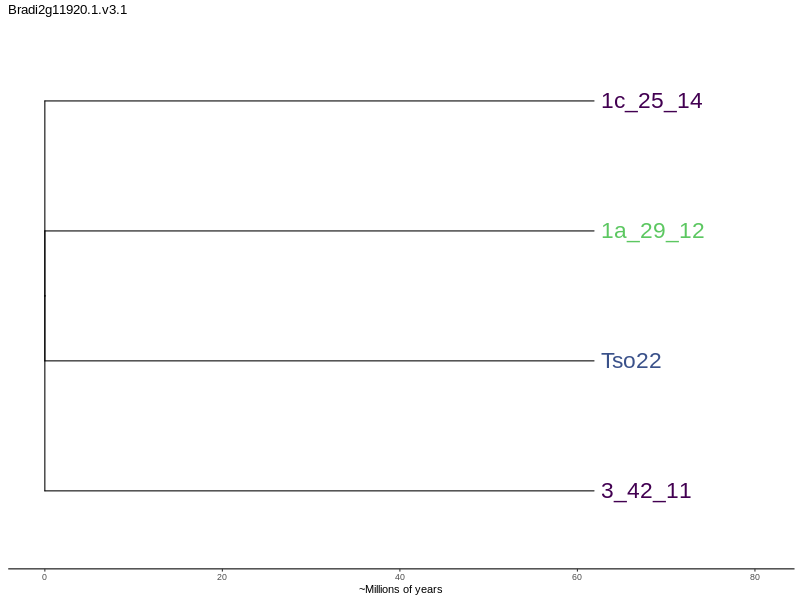 Bradi2g11920.1.v3.1
1c_25_14
1a_29_12
Tso22
3_42_11
0 20 40 60 80
~Millions of years